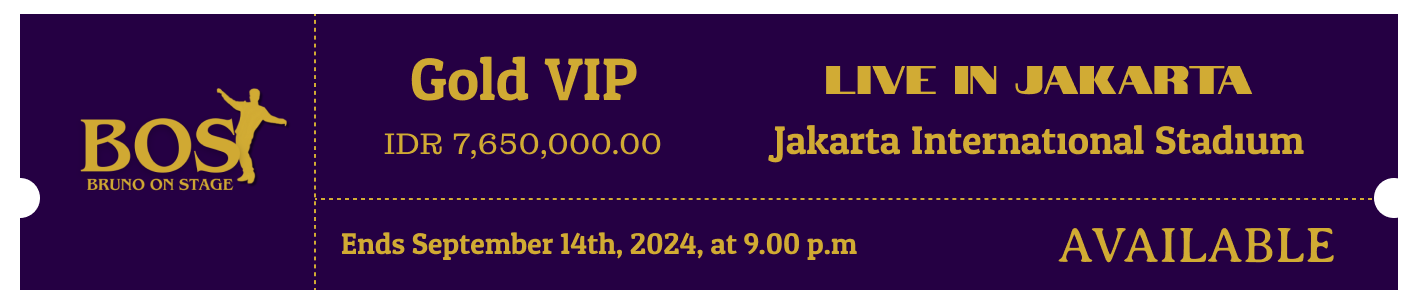 BOS
BRUNO ON STAGE
Gold VIP
IDR 7,650,000.00
LIVE IN JAKARTA
Jakarta International Stadium
Ends September 14th, 2024, at 9.00 p.m
AVAILABLE